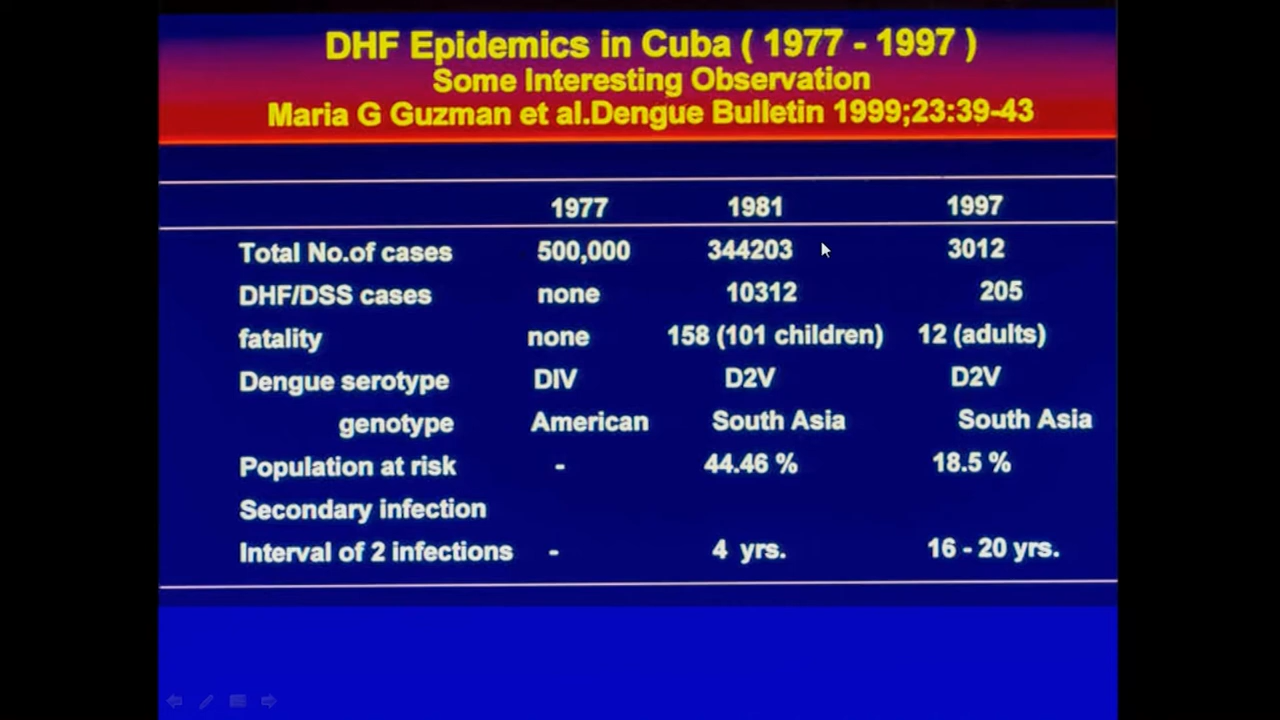 DHF Epidemics in Cuba ( 1977 - 1997 )
Some Interesting Observation
Maria G Guzman et al.Dengue Bulletin 1999;23:39-43
1977 1981 1997
Total No.of cases 500,000 344203 3012
DHF/DSS cases none 10312 205
fatality none 158 (101 children) 12 (adults)
Dengue serotype DIV D2V D2V
genotype American South Asia South Asia
Population at risk - 44.46 % 18.5 %
Secondary infection
Interval of 2 infections - 4 yrs. 16 - 20 yrs.